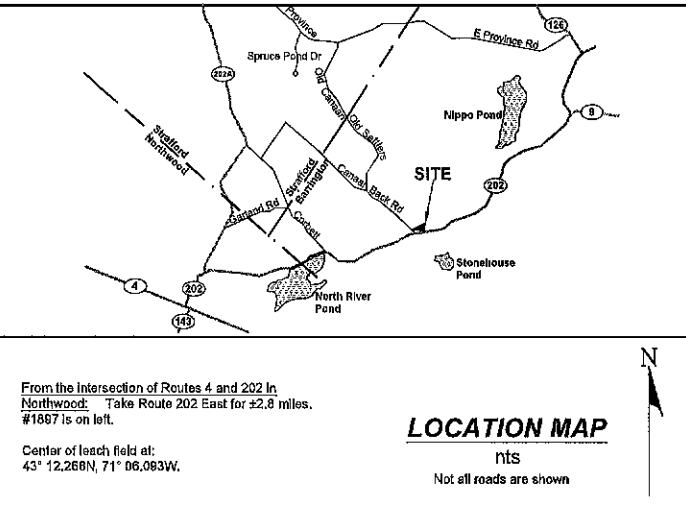 Province
126
E Province Rd
Spruce Pond Dr
202A
Old Canaan
Old Settlers
Nippo Pond
9
Strafford
Northwood
Strafford
Barrington
SITE
Canaan Back Rd
202
Garland Rd
Corbett
Stonehouse
Pond
4
202
North River
Pond
143
From the intersection of Routes 4 and 202 in
Northwood: Take Route 202 East for ±2.8 miles.
#1897 is on left.
Center of leach field at:
43° 12.268N, 71° 06.093W.
N
LOCATION MAP
nts
Not all roads are shown